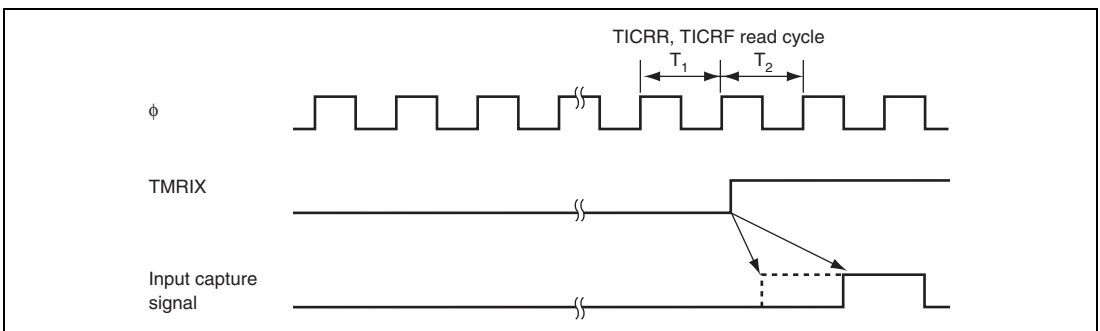 TICRR, TICRF read cycle
T1 T2
φ
TMRIX
Input capture
signal